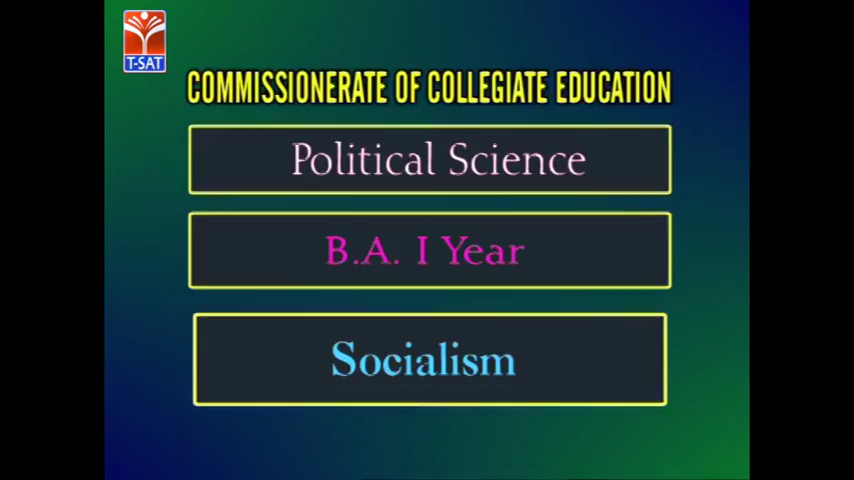 T-SAT
COMMISSIONERATE OF COLLEGIATE EDUCATION
Political Science
B.A. I Year
Socialism